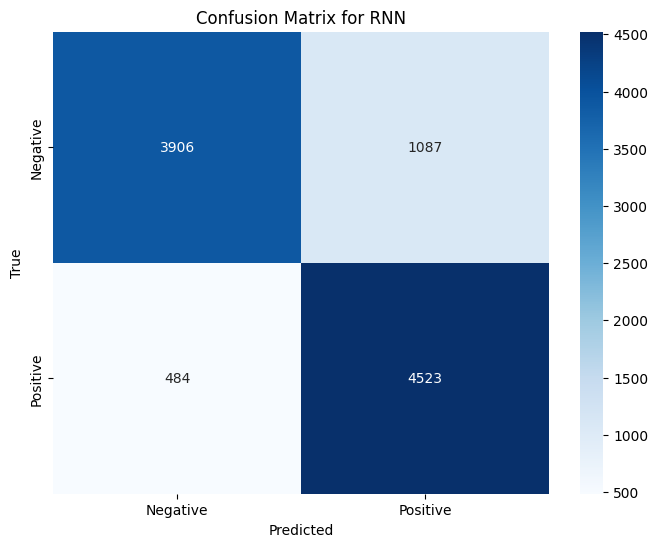 Confusion Matrix for RNN
Negative
3906
1087
True
Positive
484
4523
Negative
Positive
Predicted
4500
4000
3500
3000
2500
2000
1500
1000
500